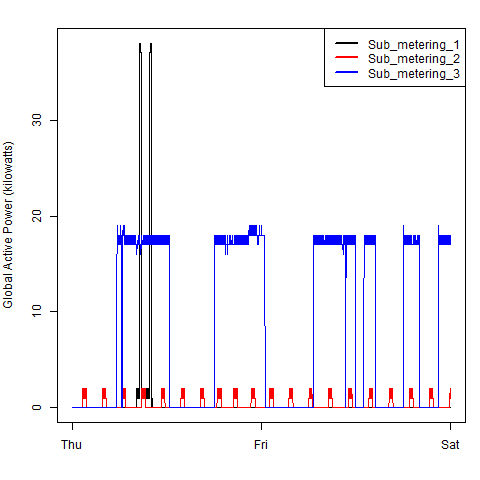 Sub_metering_1
Sub_metering_2
Sub_metering_3
Global Active Power (kilowatts)
30
20
10
0
Thu Fri Sat